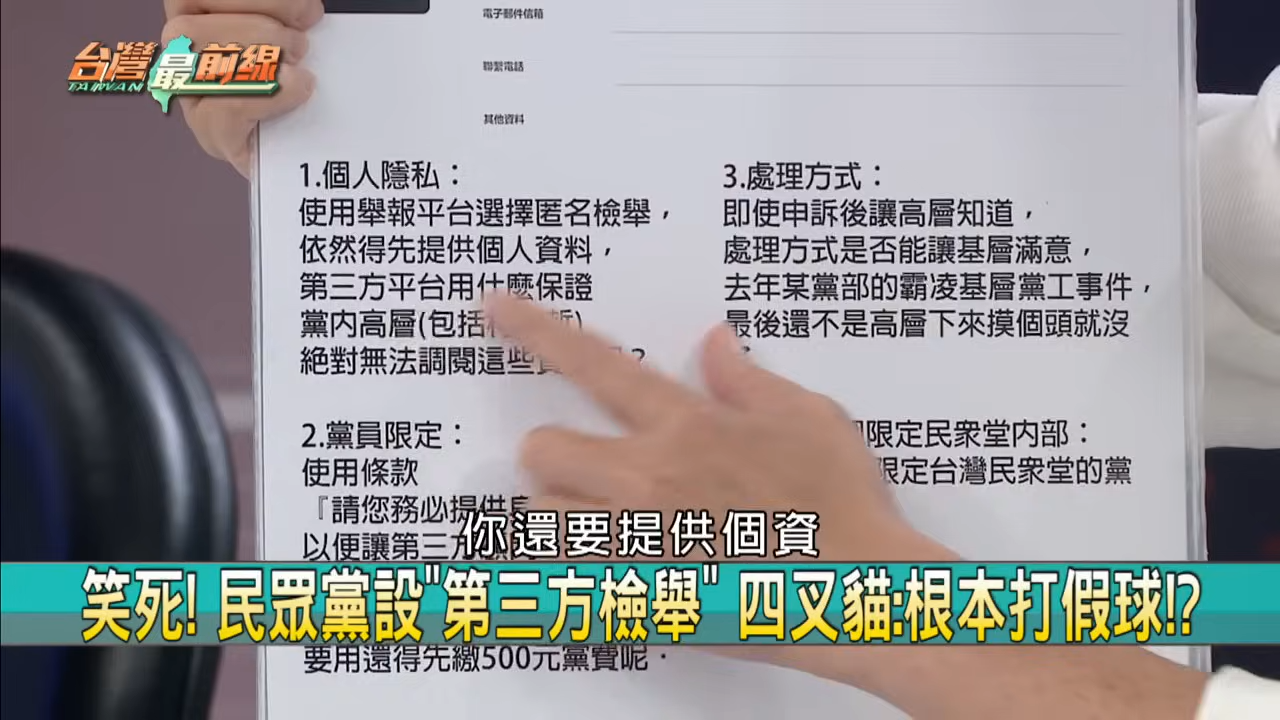 台灣最前線
TAIWAN
電子郵件信箱
聯繫電話
其他資料
1.個人隱私：
使用舉報平台選擇匿名檢舉，
依然得先提供個人資料，
第三方平台用什麼保證
黨內高層(包括
絕對無法調閱這些
2.黨員限定：
使用條款
『請您務必提供
以便讓第三
要用還得先繳500元黨費呢．
3.處理方式：
即使申訴後讓高層知道，
處理方式是否能讓基層滿意，
去年某黨部的霸凌基層黨工事件，
最後還不是高層下來摸個頭就沒
限定民眾堂內部：
限定台灣民眾堂的黨
你還要提供個資
笑死! 民眾黨設"第三方檢舉" 四叉貓:根本打假球!?